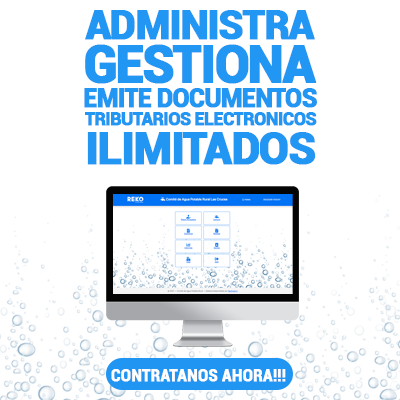 ADMINISTRA
GESTIONA
EMITE DOCUMENTOS
TRIBUTARIOS ELECTRONICOS
ILIMITADOS
REKO
Comité de Agua Potable Rural Las Cruces
CONTRATANOS AHORA!!!